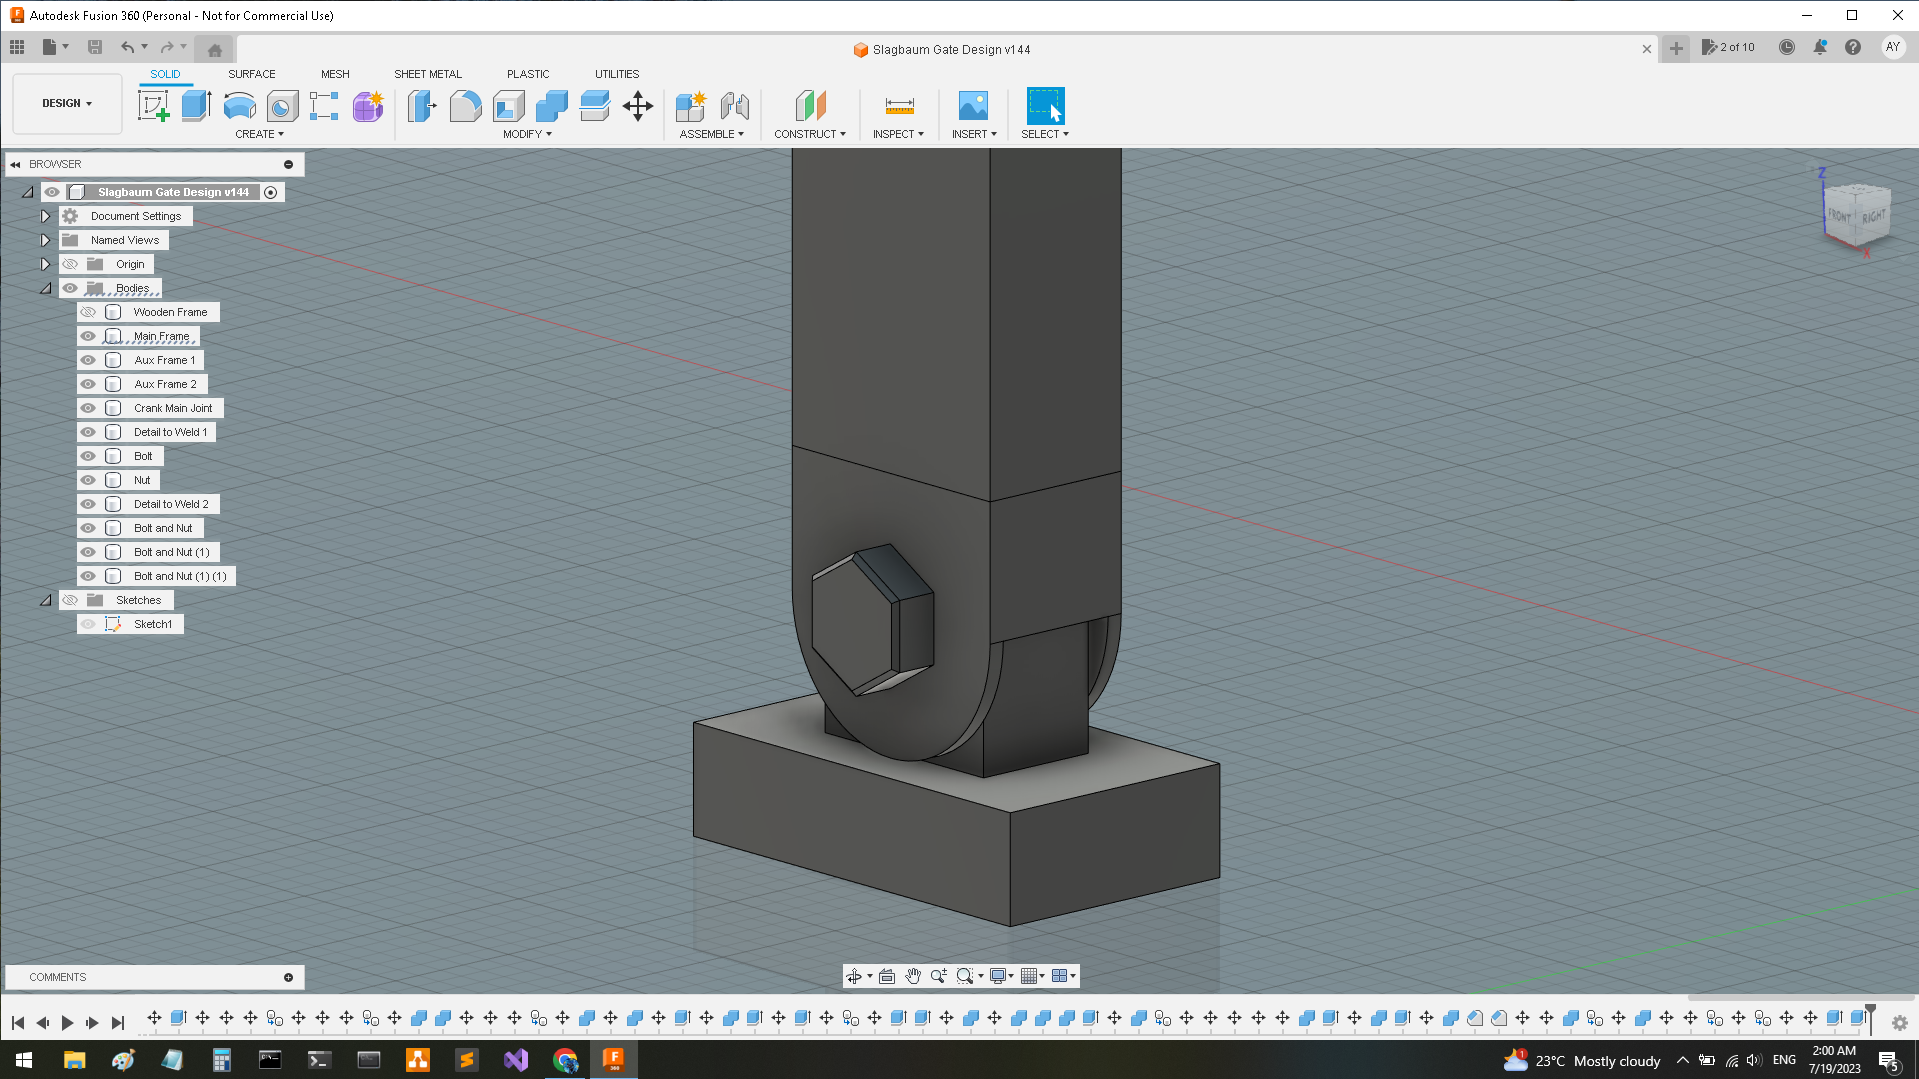 Autodesk Fusion 360 (Personal - Not for Commercial Use)
Slagbaum Gate Design v144
2 of 10
AY
DESIGN
SOLID SURFACE MESH SHEET METAL PLASTIC UTILITIES
CREATE MODIFY ASSEMBLE CONSTRUCT INSPECT INSERT SELECT
BROWSER
Slagbaum Gate Design v144
Document Settings
Named Views
Origin
Bodies
Wooden Frame
Main Frame
Aux Frame 1
Aux Frame 2
Crank Main Joint
Detail to Weld 1
Bolt
Nut
Detail to Weld 2
Bolt and Nut
Bolt and Nut (1)
Bolt and Nut (1) (1)
Sketches
Sketch1
Z
FRONT RIGHT
X
COMMENTS
F
360
1
23°C Mostly cloudy
ENG
2:00 AM
7/19/2023
5